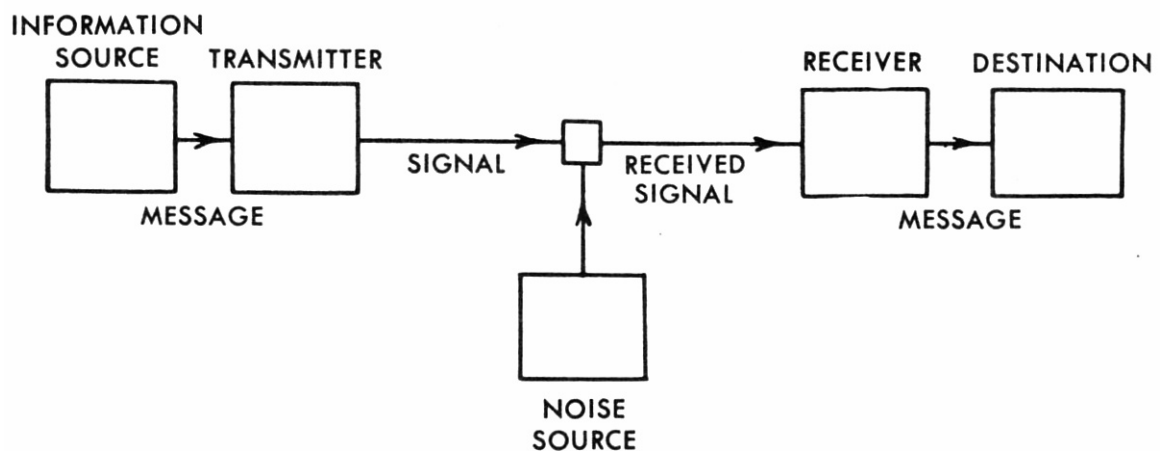 INFORMATION
SOURCE
TRANSMITTER
RECEIVER
DESTINATION
SIGNAL
RECEIVED
SIGNAL
MESSAGE
MESSAGE
NOISE
SOURCE